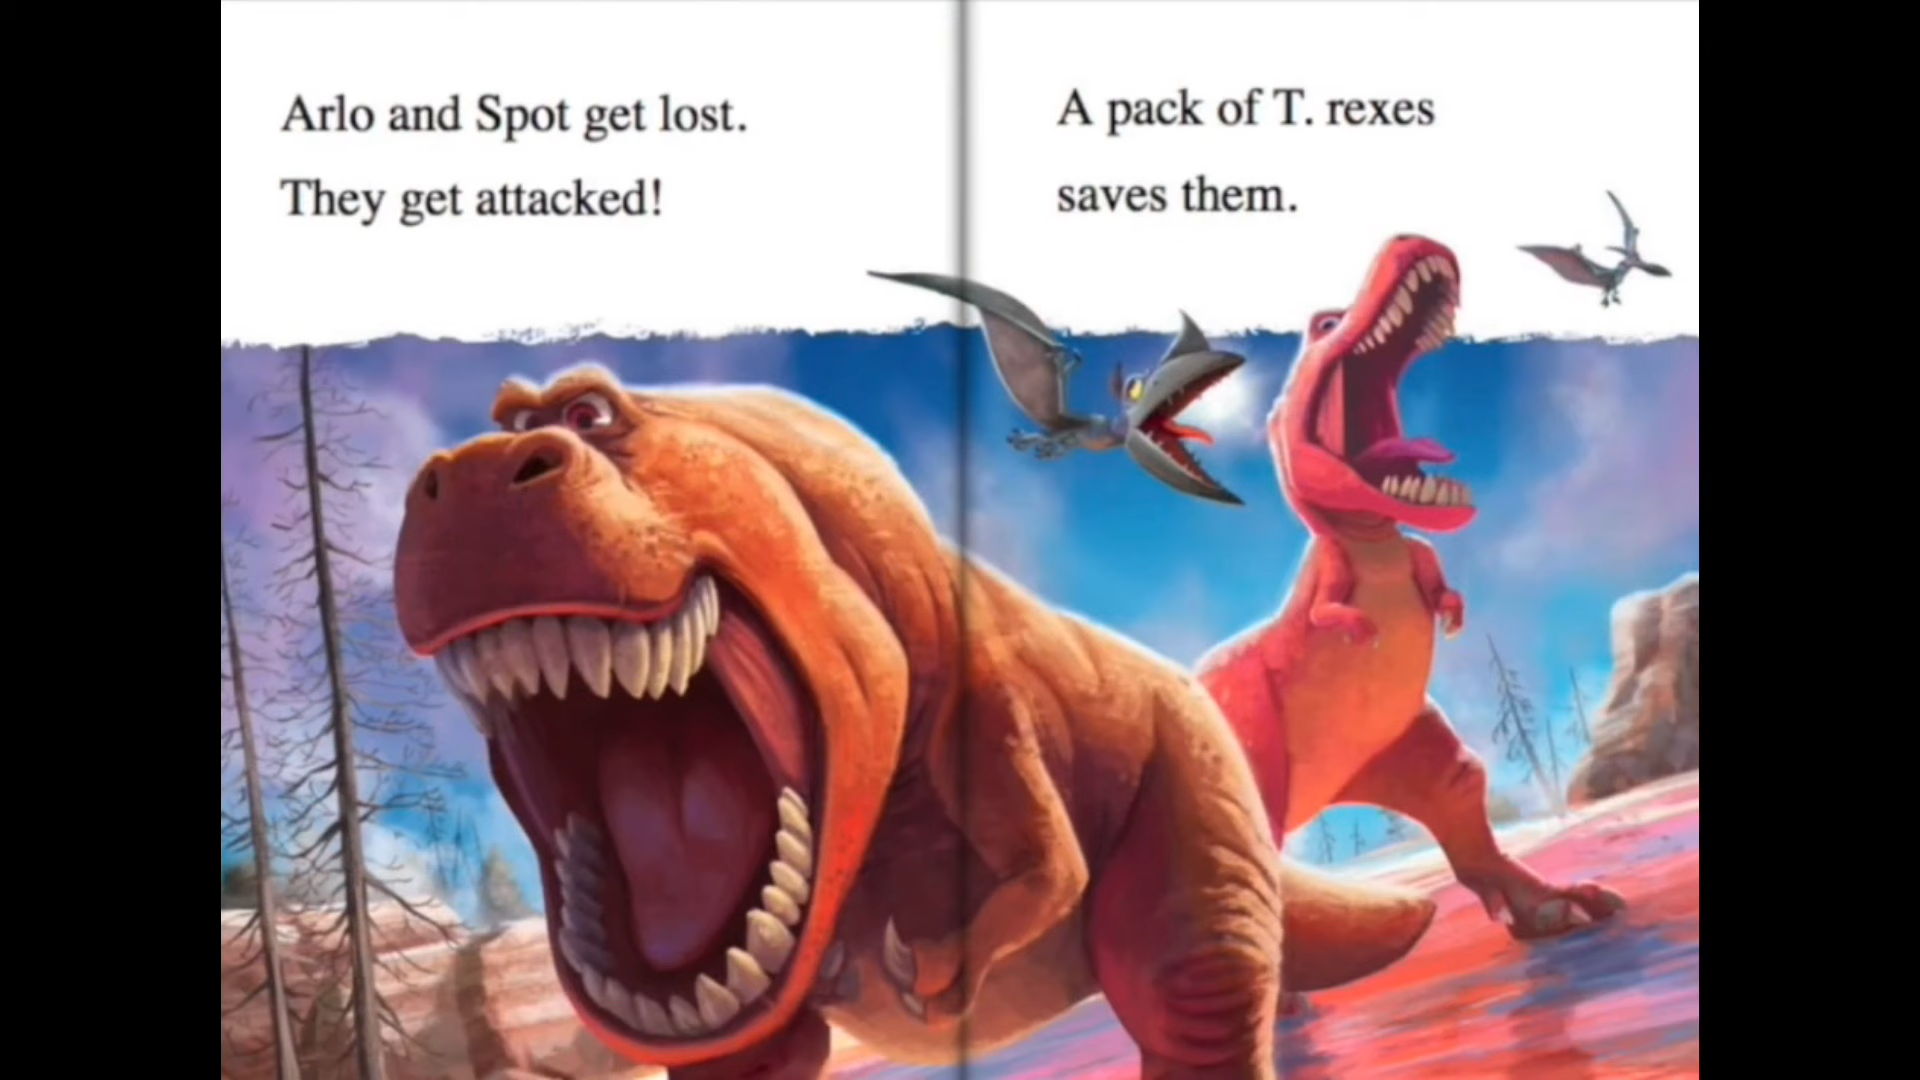 Arlo and Spot get lost.
They get attacked!
A pack of T. rexes
saves them.